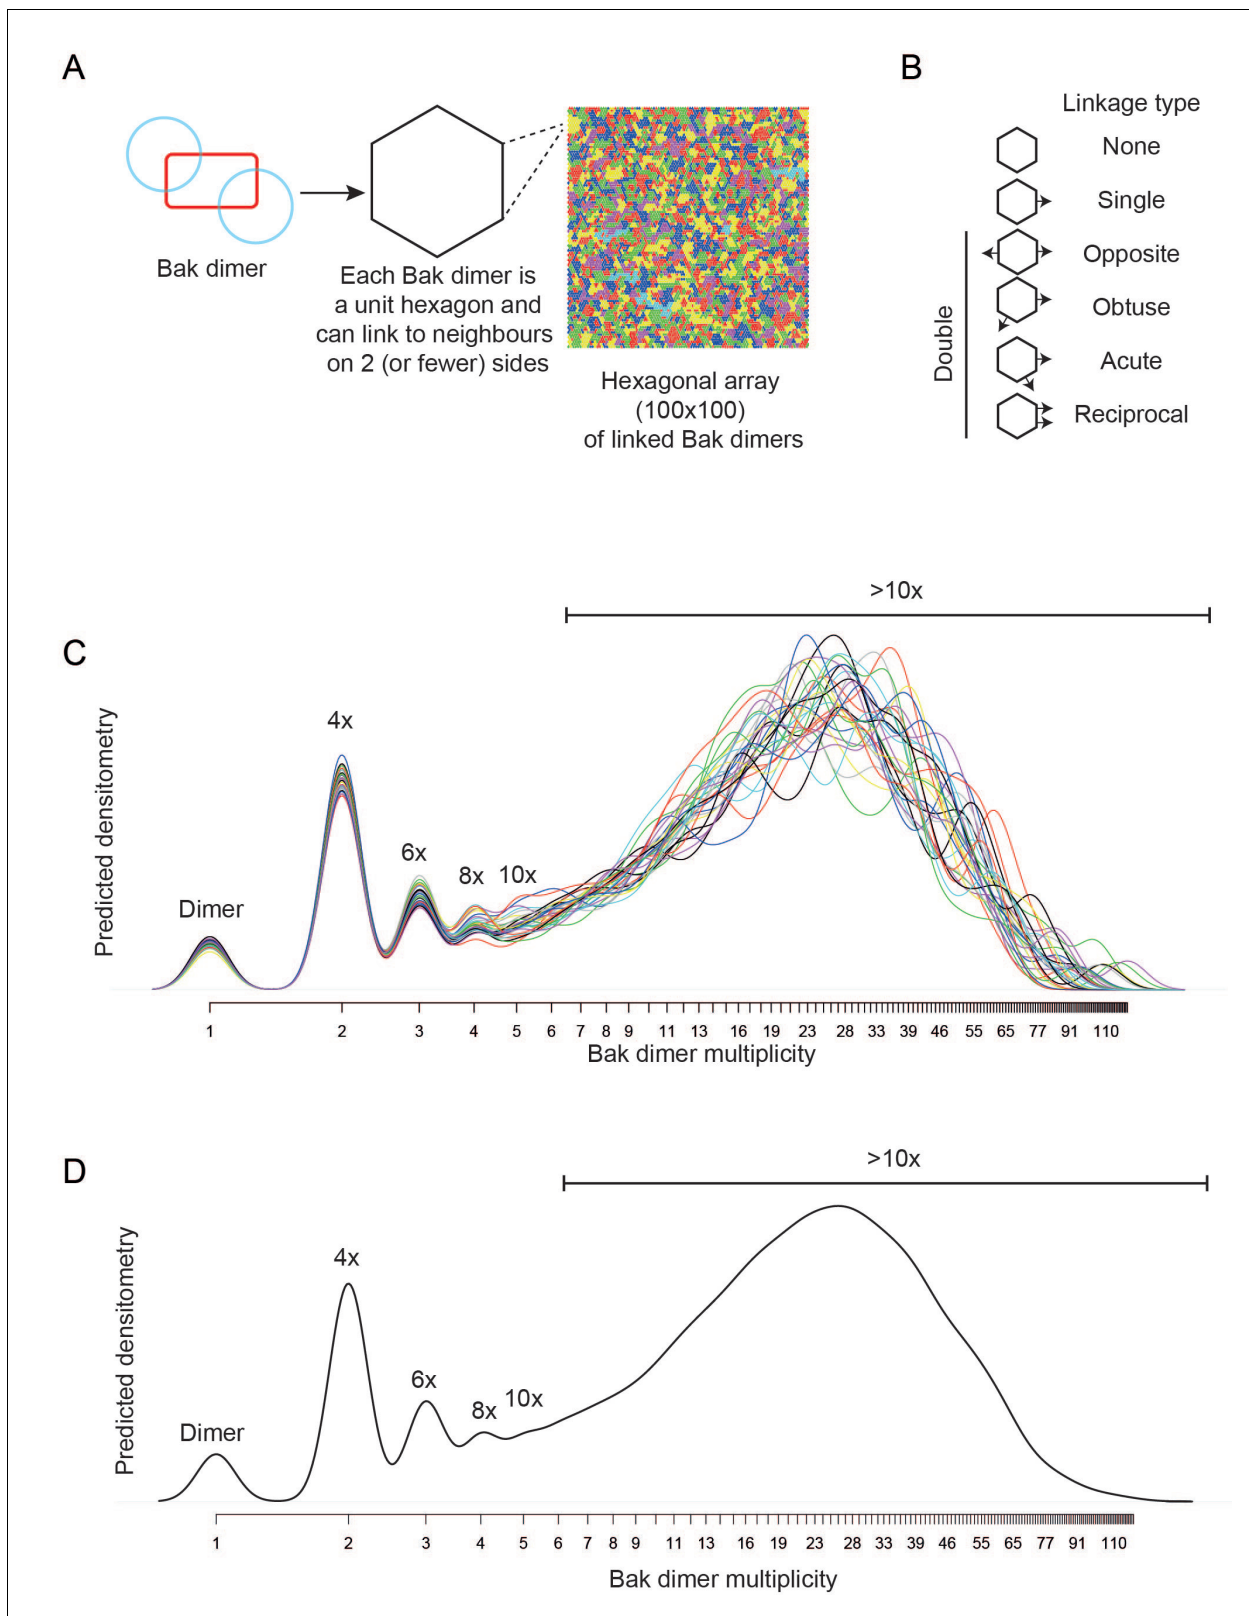 A
Bak dimer
Each Bak dimer is
a unit hexagon and
can link to neighbours
on 2 (or fewer) sides
Hexagonal array
(100x100)
of linked Bak dimers
B
Linkage type
None
Single
Opposite
Obtuse
Acute
Reciprocal
Double
C
>10x
Predicted densitometry
Dimer
4x
6x
8x
10x
1 2 3 4 5 6 7 8 9 11 13 16 19 23 28 33 39 46 55 65 77 91 110
Bak dimer multiplicity
D
>10x
Predicted densitometry
Dimer
4x
6x
8x
10x
1 2 3 4 5 6 7 8 9 11 13 16 19 23 28 33 39 46 55 65 77 91 110
Bak dimer multiplicity